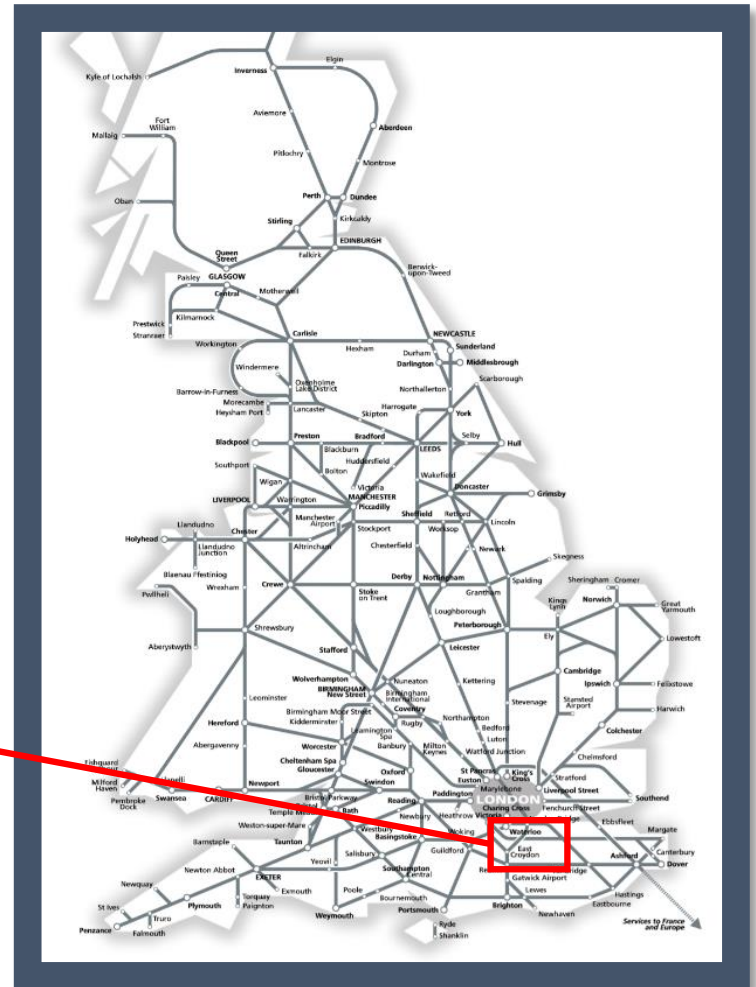 Elgin
Kyle of Lochalsh
Inverness
Aviemore
Fort
William
Aberdeen
Mallaig
Pitlochry
Montrose
Oban
Perth
Dundee
Stirling
Kirkcaldy
Queen
Street
Falkirk
EDINBURGH
Berwick-
upon-Tweed
Paisley
GLASGOW
Central
Motherwell
Prestwick
Kilmarnock
Stranraer
Carlisle
NEWCASTLE
Workington
Hexham
Sunderland
Durham
Darlington
Middlesbrough
Windermere
Oxenholme
Lake District
Northallerton
Scarborough
Barrow-in-Furness
Morecambe
Heysham Port
Lancaster
Harrogate
Skipton
York
Blackpool
Preston
Bradford
Selby
Blackburn
LEEDS
Hull
Southport
Bolton
Huddersfield
Wigan
Victoria
Wakefield
LIVERPOOL
Warrington
MANCHESTER
Piccadilly
Doncaster
Grimsby
Llandudno
Manchester
Airport
Stockport
Sheffield
Retford
Worksop
Lincoln
Holyhead
Llandudno
Junction
Chester
Altrincham
Chesterfield
Newark
Skegness
Blaenau Ffestiniog
Wrexham
Crewe
Stoke
on Trent
Derby
Nottingham
Grantham
Spalding
Sheringham
Cromer
Pwllheli
Loughborough
Kings
Lynn
Norwich
Great
Yarmouth
Shrewsbury
Peterborough
Ely
Lowestoft
Aberystwyth
Stafford
Leicester
Wolverhampton
BIRMINGHAM
New Street
Nuneaton
Birmingham
International
Kettering
Cambridge
Ipswich
Felixstowe
Leominster
Coventry
Stevenage
Stansted
Airport
Harwich
Hereford
Birmingham Moor Street
Kidderminster
Leamington
Spa
Rugby
Northampton
Bedford
Colchester
Abergavenny
Worcester
Banbury
Milton
Keynes
Luton
Watford Junction
Chelmsford
Cheltenham Spa
Gloucester
Oxford
St Pancras
Euston
King's
Cross
Stratford
Milford
Haven
Pembroke
Dock
Swansea
CARDIFF
Newport
Swindon
Marylebone
Liverpool Street
Southend
Bristol Parkway
Reading
Paddington
LONDON
Fenchurch Street
Bath
Newbury
Heathrow
Victoria
Charing Cross
Ebbsfleet
Weston-super-Mare
Westbury
Basingstoke
Woking
Waterloo
Margate
Barnstaple
Taunton
Salisbury
Guildford
East
Croydon
Ashford
Canterbury
Dover
Newton Abbot
Yeovil
Southampton
Central
Gatwick Airport
Newquay
EXETER
Exmouth
Poole
Bournemouth
Lewes
Hastings
Eastbourne
St Ives
Truro
Plymouth
Torquay
Paignton
Weymouth
Portsmouth
Brighton
Newhaven
Penzance
Falmouth
Ryde
Shanklin
Services to France
and Europe